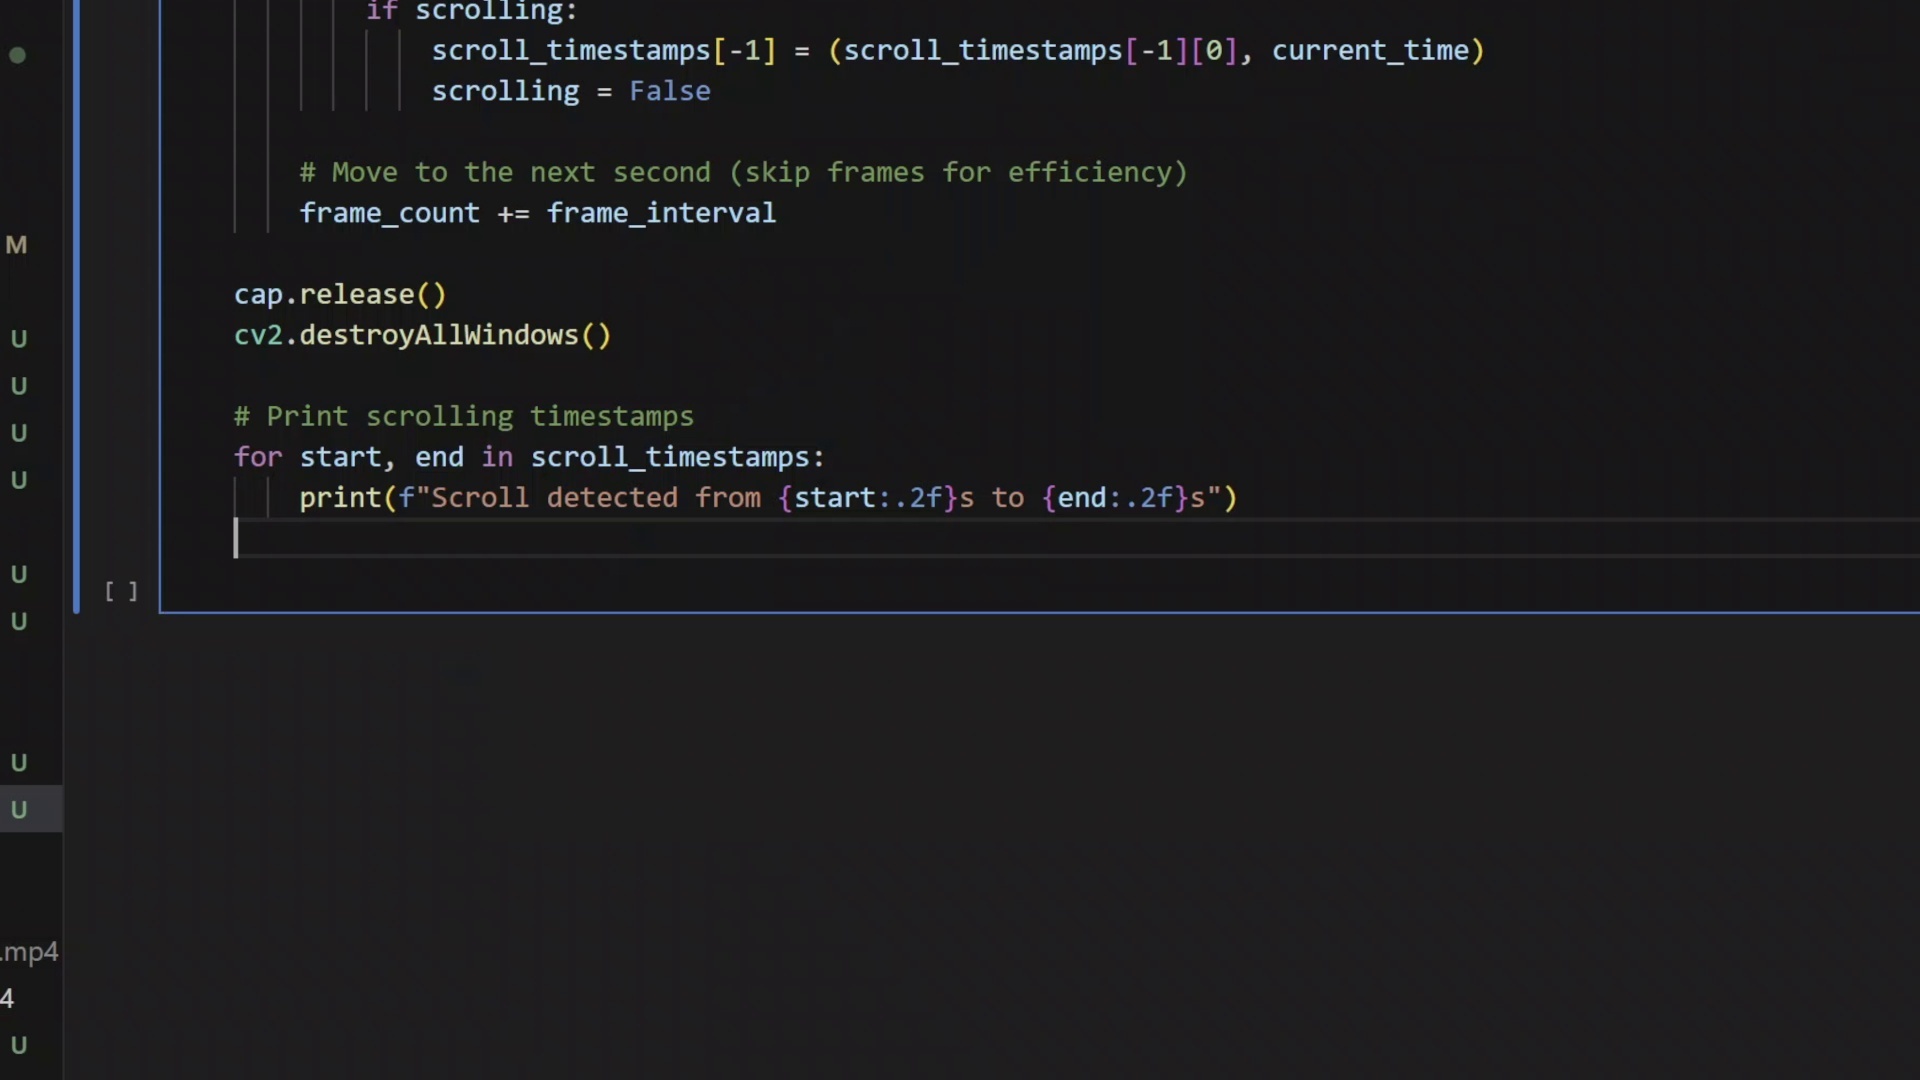 if scrolling:
scroll_timestamps[-1] = (scroll_timestamps[-1][0], current_time)
scrolling = False
# Move to the next second (skip frames for efficiency)
M
frame_count += frame_interval
cap.release()
U
cv2.destroyAllWindows()
U
# Print scrolling timestamps
U
for start, end in scroll_timestamps:
U
print(f"Scroll detected from {start:.2f}s to {end:.2f}s")
U
[ ]
U
U
U
.mp4
4
U